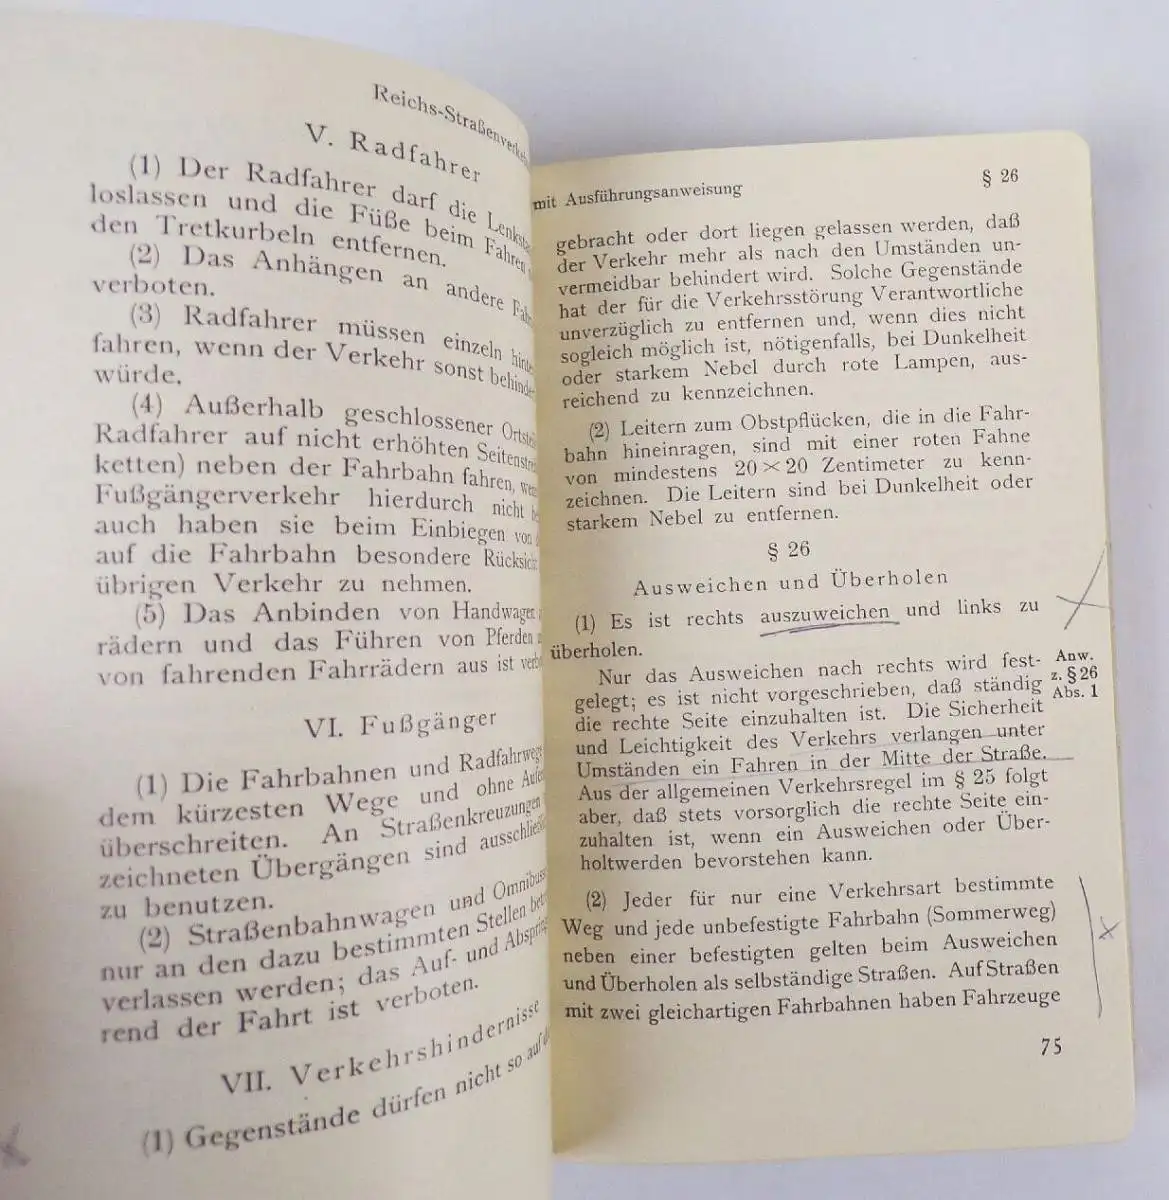 Reichs-Straßenverkehrs
V. Radfahrer
(1) Der Radfahrer darf die
loslassen und die Füße beim Fahren
den Tretkurbeln entfernen.
(2) Das Anhängen an andere
verboten.
(3) Radfahrer müssen einzeln
fahren, wenn der Verkehr sonst behindert
würde.
(4) Außerhalb geschlossener
Radfahrer auf nicht erhöhten
ketten) neben der Fahrbahn fahren,
Fußgängerverkehr hierdurch nicht
auch haben sie beim Einbiegen von
auf die Fahrbahn besondere
übrigen Verkehr zu nehmen.
(5) Das Anbinden von Handwagen
rädern und das Führen von Pferden
von fahrenden Fahrrädern aus ist
VI. Fußgänger
(1) Die Fahrbahnen und Radfahrwege
dem kürzesten Wege und ohne
überschreiten. An Straßenkreuzungen
zeichneten Übergängen sind
zu benutzen.
(2) Straßenbahnwagen und
nur an den dazu bestimmten Stellen
verlassen werden; das Auf- und
rend der Fahrt ist verboten.
VII. Verkehrshindernisse
(1) Gegenstände dürfen nicht so auf
mit Ausführungsanweisung § 26
gebracht oder dort liegen gelassen werden, daß
der Verkehr mehr als nach den Umständen un-
vermeidbar behindert wird. Solche Gegenstände
hat der für die Verkehrsstörung Verantwortliche
unverzüglich zu entfernen und, wenn dies nicht
sogleich möglich ist, nötigenfalls, bei Dunkelheit
oder starkem Nebel durch rote Lampen, aus-
reichend zu kennzeichnen.
(2) Leitern zum Obstpflücken, die in die Fahr-
bahn hineinragen, sind mit einer roten Fahne
von mindestens 20×20 Zentimeter zu kenn-
zeichnen. Die Leitern sind bei Dunkelheit oder
starkem Nebel zu entfernen.
§ 26
Ausweichen und Überholen
(1) Es ist rechts auszuweichen und links zu
überholen.
Nur das Ausweichen nach rechts wird fest-
gelegt; es ist nicht vorgeschrieben, daß ständig
die rechte Seite einzuhalten ist. Die Sicherheit
und Leichtigkeit des Verkehrs verlangen unter
Umständen ein Fahren in der Mitte der Straße.
Aus der allgemeinen Verkehrsregel im § 25 folgt
aber, daß stets vorsorglich die rechte Seite ein-
zuhalten ist, wenn ein Ausweichen oder Über-
holtwerden bevorstehen kann.
Anw.
z. § 26
Abs. 1
(2) Jeder für nur eine Verkehrsart bestimmte
Weg und jede unbefestigte Fahrbahn (Sommerweg)
neben einer befestigten gelten beim Ausweichen
und Überholen als selbständige Straßen. Auf Straßen
mit zwei gleichartigen Fahrbahnen haben Fahrzeuge
75